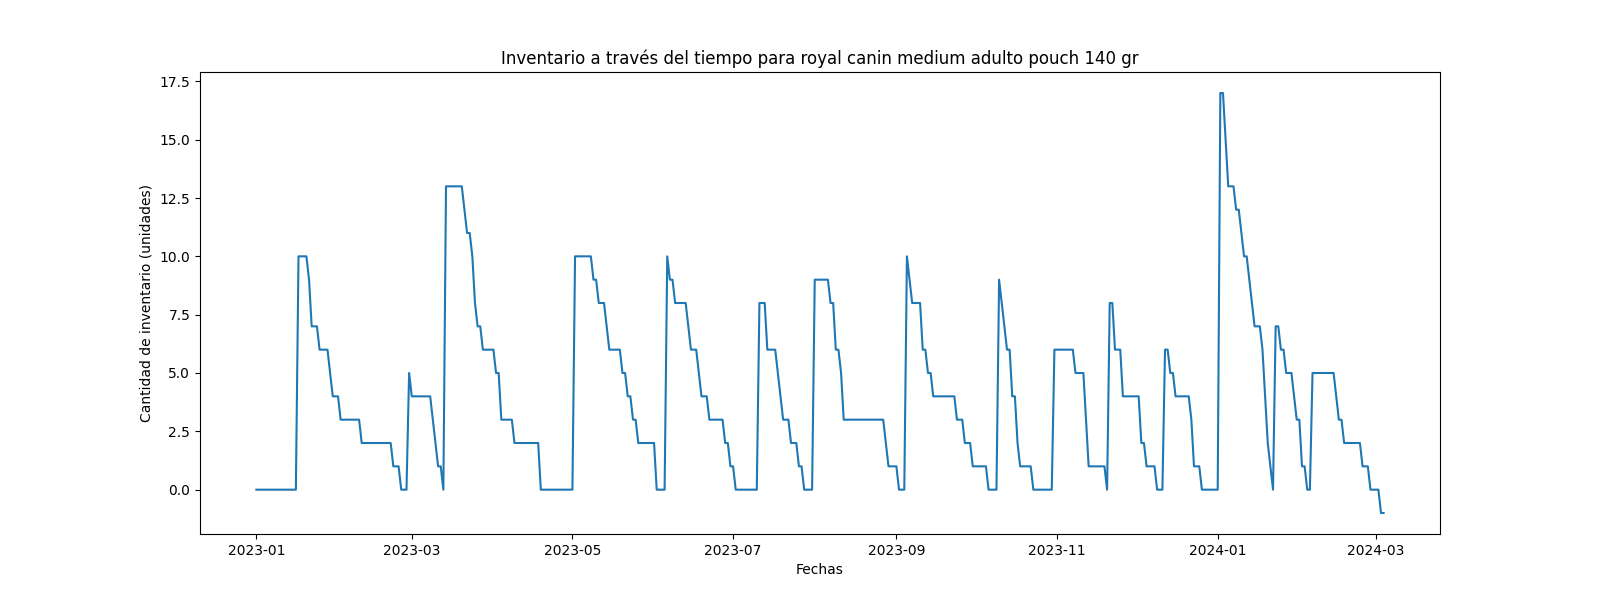 Inventario a través del tiempo para royal canin medium adulto pouch 140 gr
Cantidad de inventario (unidades)
17.5
15.0
12.5
10.0
7.5
5.0
2.5
0.0
2023-01 2023-03 2023-05 2023-07 2023-09 2023-11 2024-01 2024-03
Fechas